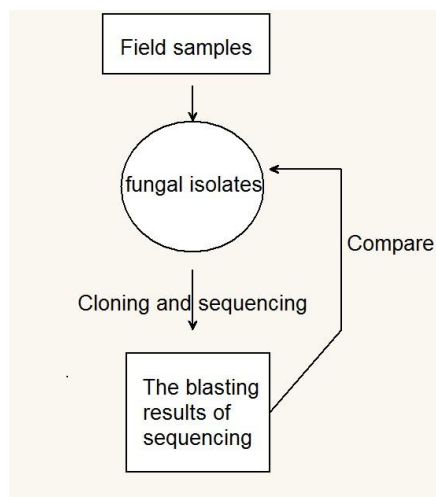 Field samples
fungal isolates
Compare
Cloning and sequencing
The blasting
results of
sequencing